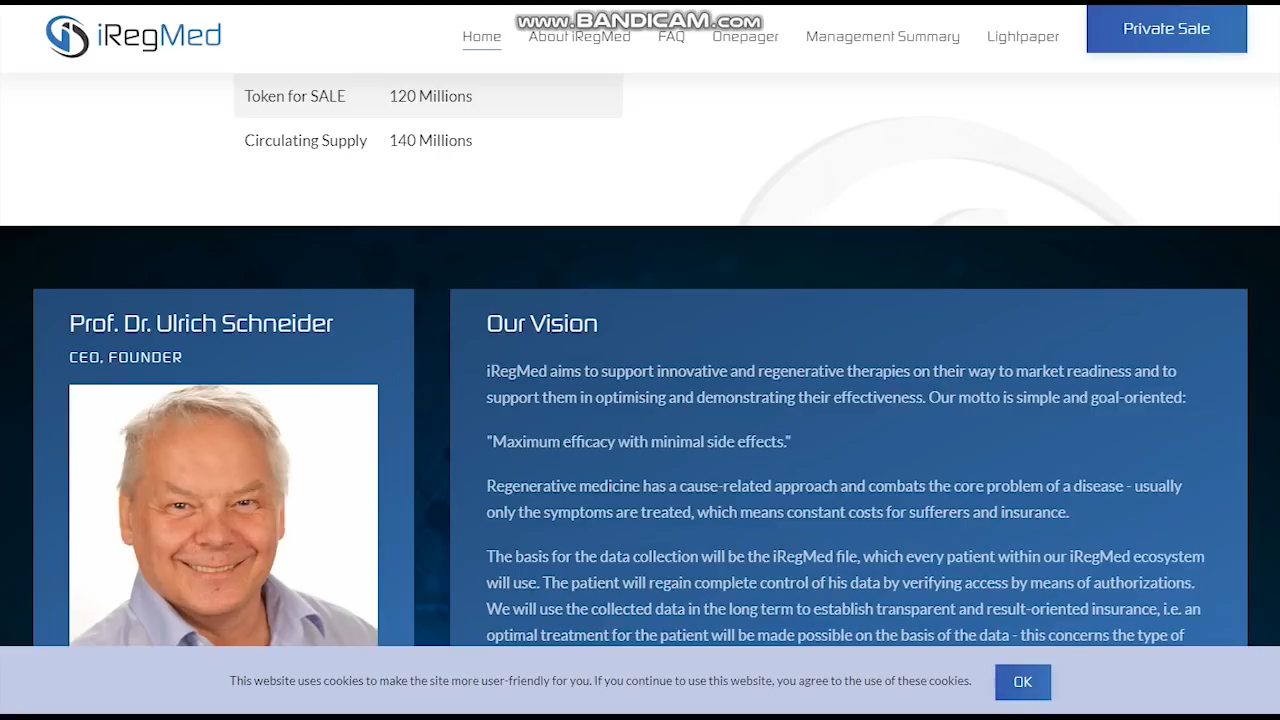 www.BANDICAM.com
iRegMed
Home About iRegMed FAQ Onepager Management Summary Lightpaper Private Sale
Token for SALE 120 Millions
Circulating Supply 140 Millions
Prof. Dr. Ulrich Schneider
CEO, FOUNDER
Our Vision
iRegMed aims to support innovative and regenerative therapies on their way to market readiness and to
support them in optimising and demonstrating their effectiveness. Our motto is simple and goal-oriented:
"Maximum efficacy with minimal side effects."
Regenerative medicine has a cause-related approach and combats the core problem of a disease - usually
only the symptoms are treated, which means constant costs for sufferers and insurance.
The basis for the data collection will be the iRegMed file, which every patient within our iRegMed ecosystem
will use. The patient will regain complete control of his data by verifying access by means of authorizations.
We will use the collected data in the long term to establish transparent and result-oriented insurance, i.e. an
optimal treatment for the patient will be made possible on the basis of the data - this concerns the type of
This website uses cookies to make the site more user-friendly for you. If you continue to use this website, you agree to the use of these cookies. OK